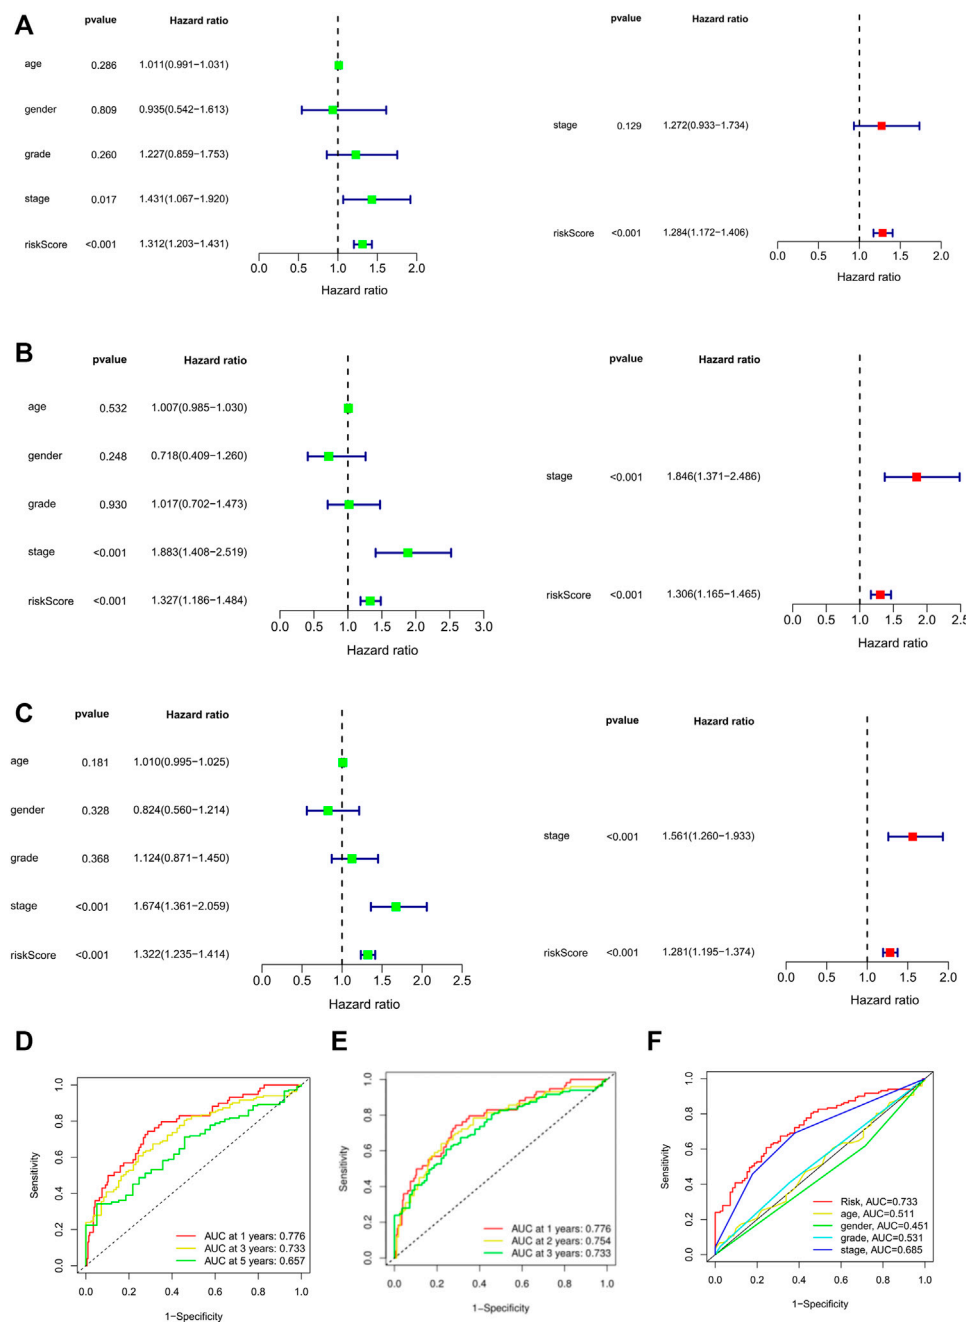 A
pvalue Hazard ratio
age 0.286 1.011(0.991−1.031)
gender 0.809 0.935(0.542−1.613)
grade 0.260 1.227(0.859−1.753)
stage 0.017 1.431(1.067−1.920)
riskScore <0.001 1.312(1.203−1.431)
0.0 0.5 1.0 1.5 2.0
Hazard ratio
pvalue Hazard ratio
stage 0.129 1.272(0.933−1.734)
riskScore <0.001 1.284(1.172−1.406)
0.0 0.5 1.0 1.5 2.0
Hazard ratio
B
pvalue Hazard ratio
age 0.532 1.007(0.985−1.030)
gender 0.248 0.718(0.409−1.260)
grade 0.930 1.017(0.702−1.473)
stage <0.001 1.883(1.408−2.519)
riskScore <0.001 1.327(1.186−1.484)
0.0 0.5 1.0 1.5 2.0 2.5 3.0
Hazard ratio
pvalue Hazard ratio
stage <0.001 1.846(1.371−2.486)
riskScore <0.001 1.306(1.165−1.465)
0.0 0.5 1.0 1.5 2.0 2.5
Hazard ratio
C
pvalue Hazard ratio
age 0.181 1.010(0.995−1.025)
gender 0.328 0.824(0.560−1.214)
grade 0.368 1.124(0.871−1.450)
stage <0.001 1.674(1.361−2.059)
riskScore <0.001 1.322(1.235−1.414)
0.0 0.5 1.0 1.5 2.0 2.5
Hazard ratio
pvalue Hazard ratio
stage <0.001 1.561(1.260−1.933)
riskScore <0.001 1.281(1.195−1.374)
0.0 0.5 1.0 1.5 2.0
Hazard ratio
D
Sensitivity
1.0
0.8
0.6
0.4
0.2
0.0
AUC at 1 years: 0.776
AUC at 3 years: 0.733
AUC at 5 years: 0.657
0.0 0.2 0.4 0.6 0.8 1.0
1−Specificity
E
Sensitivity
1.0
0.8
0.6
0.4
0.2
0.0
AUC at 1 years: 0.776
AUC at 2 years: 0.754
AUC at 3 years: 0.733
0.0 0.2 0.4 0.6 0.8 1.0
1−Specificity
F
Sensitivity
1.0
0.8
0.6
0.4
0.2
0.0
Risk, AUC=0.733
age, AUC=0.511
gender, AUC=0.451
grade, AUC=0.531
stage, AUC=0.685
0.0 0.2 0.4 0.6 0.8 1.0
1−Specificity